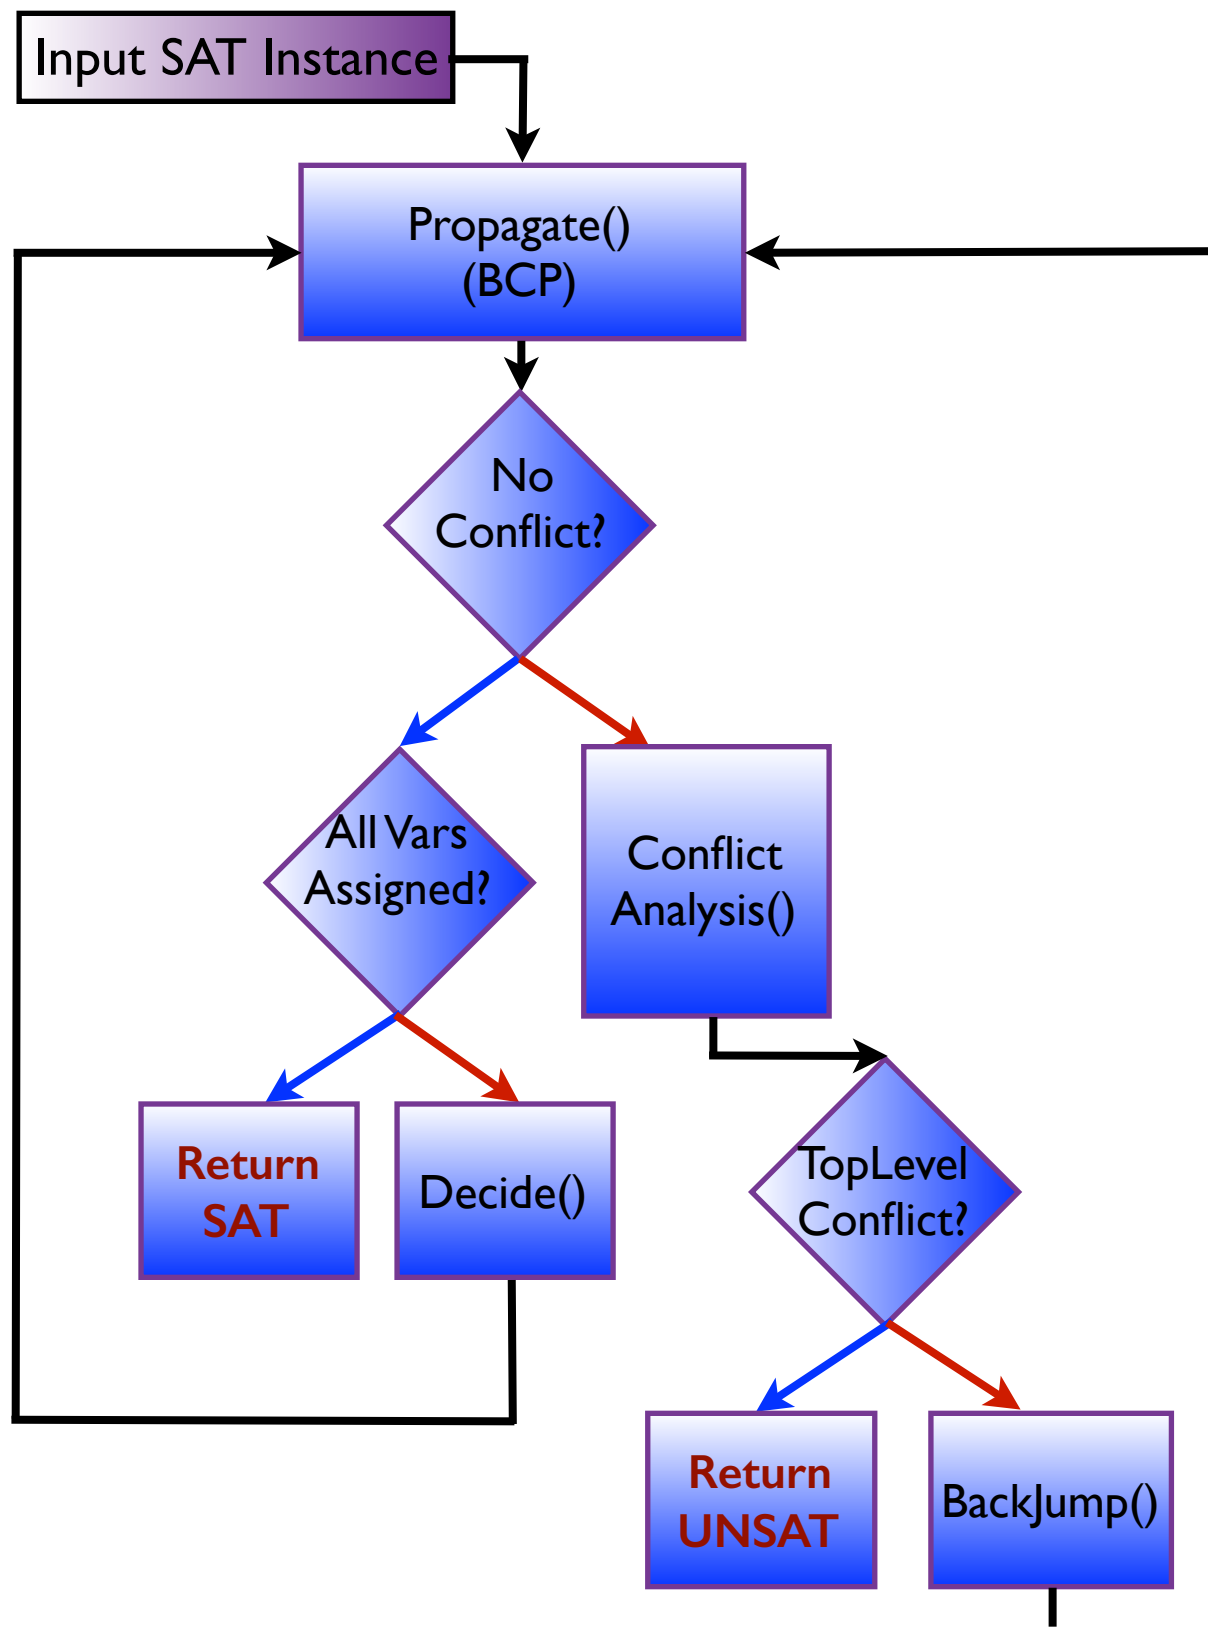 Input SAT Instance
Propagate()
(BCP)
No
Conflict?
All Vars
Assigned?
Conflict
Analysis()
Return
SAT
Decide()
TopLevel
Conflict?
Return
UNSAT
BackJump()